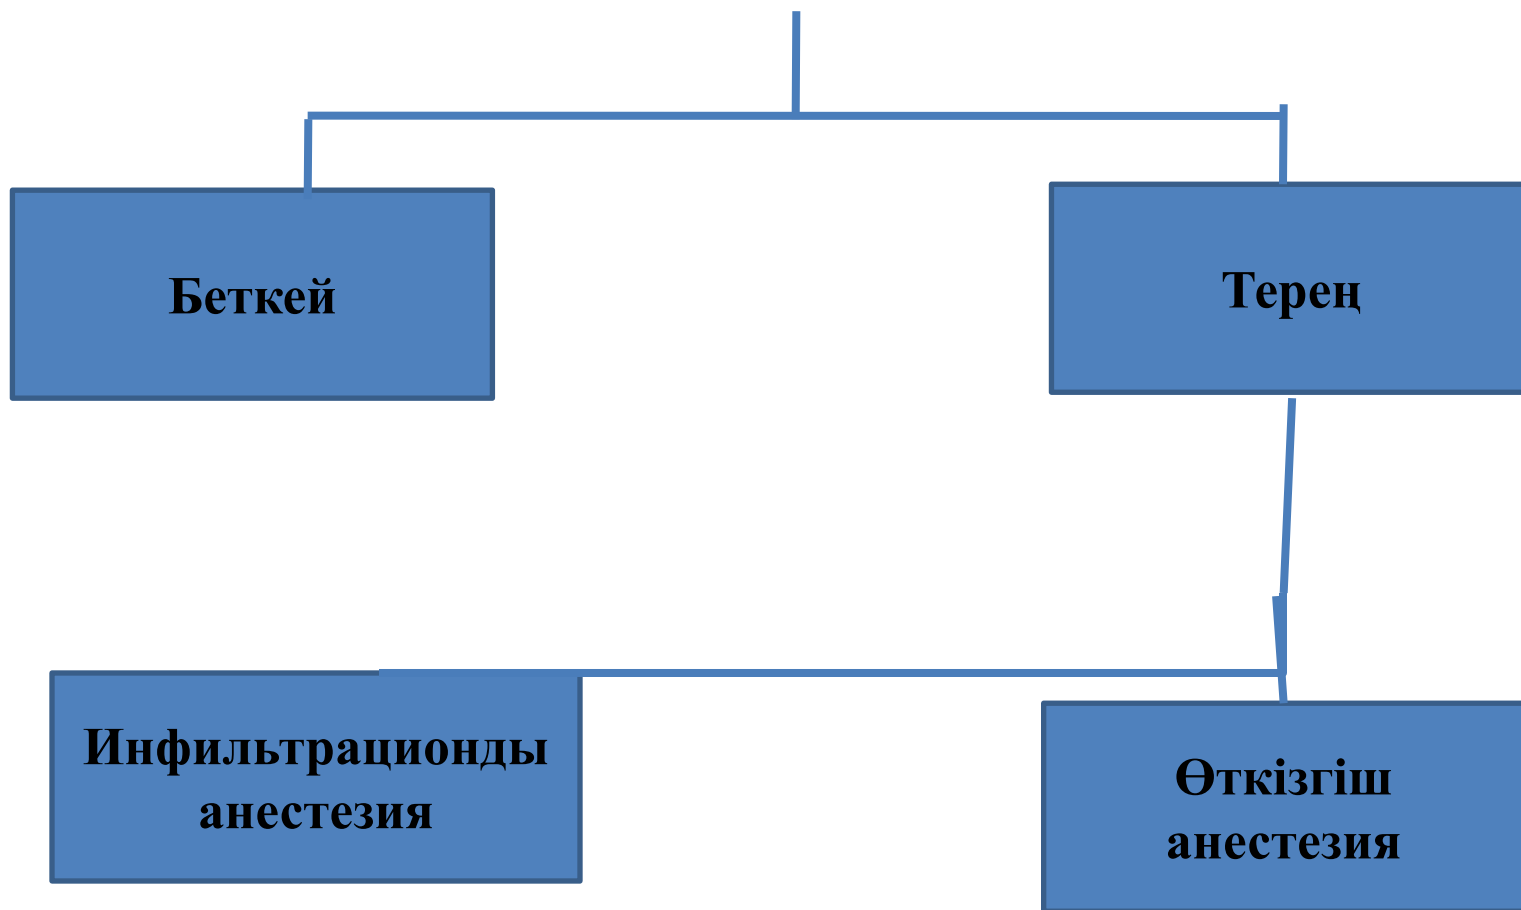 Беткей
Терең
Инфильтрационды
анестезия
Өткізгіш
анестезия